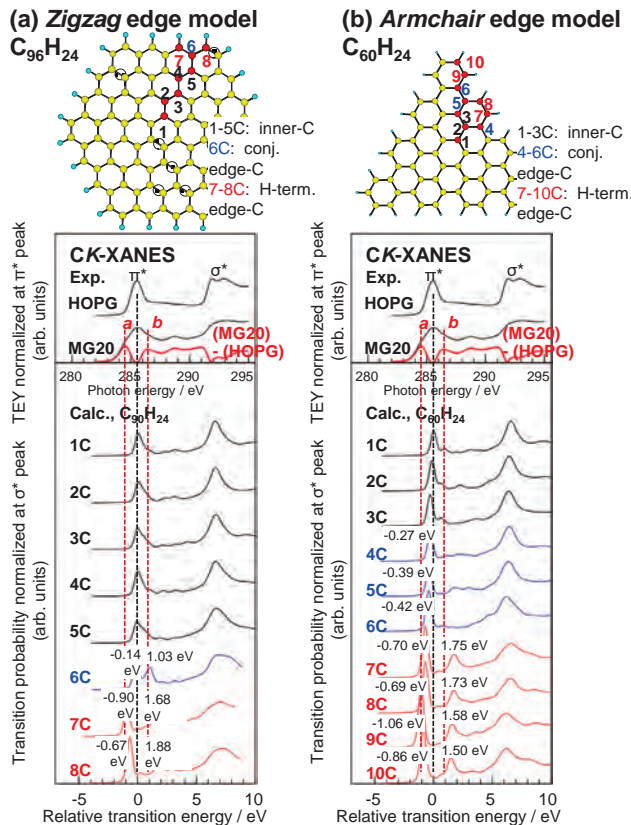 (a) Zigzag edge model
C96H24
6
7 8
4
5
2
3
1
1-5C: inner-C
6C: conj.
edge-C
7-8C: H-term.
edge-C
CK-XANES
Exp.
π*
σ*
HOPG
a
b
(MG20)
- (HOPG)
MG20
TEY normalized at π* peak
(arb. units)
280 285 290 295
Photon energy / eV
Calc., C90H24
1C
2C
3C
4C
5C
-0.14
eV
1.03 eV
6C
-0.90
eV
1.68
eV
7C
-0.67
eV
1.88
eV
8C
Transition probability normalized at σ* peak
(arb. units)
-5 0 5 10
Relative transition energy / eV
(b) Armchair edge model
C60H24
10
9
6
5 8
3 7
2 4
1
1-3C: inner-C
4-6C: conj.
edge-C
7-10C: H-term.
edge-C
CK-XANES
Exp.
π*
σ*
HOPG
a
b
(MG20)
- (HOPG)
MG20
TEY normalized at π* peak
(arb. units)
280 285 290 295
Photon energy / eV
Calc., C60H24
1C
2C
3C
-0.27 eV
4C
-0.39 eV
5C
-0.42 eV
6C
-0.70 eV 1.75 eV
7C
-0.69 eV 1.73 eV
8C
-1.06 eV 1.58 eV
9C
-0.86 eV 1.50 eV
10C
Transition probability normalized at σ* peak
(arb. units)
-5 0 5 10
Relative transition energy / eV